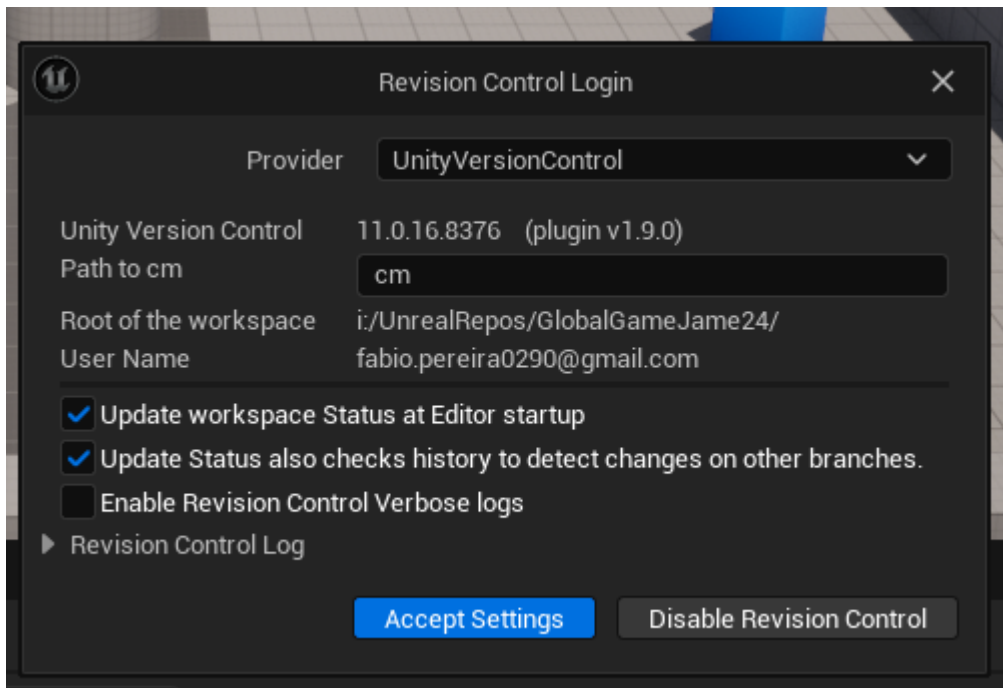 Revision Control Login
Provider UnityVersionControl
Unity Version Control 11.0.16.8376 (plugin v1.9.0)
Path to cm cm
Root of the workspace i:/UnrealRepos/GlobalGameJame24/
User Name fabio.pereira0290@gmail.com
Update workspace Status at Editor startup
Update Status also checks history to detect changes on other branches.
Enable Revision Control Verbose logs
Revision Control Log
Accept Settings Disable Revision Control